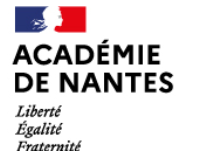 ACADÉMIE
DE NANTES
Liberté
Égalité
Fraternité